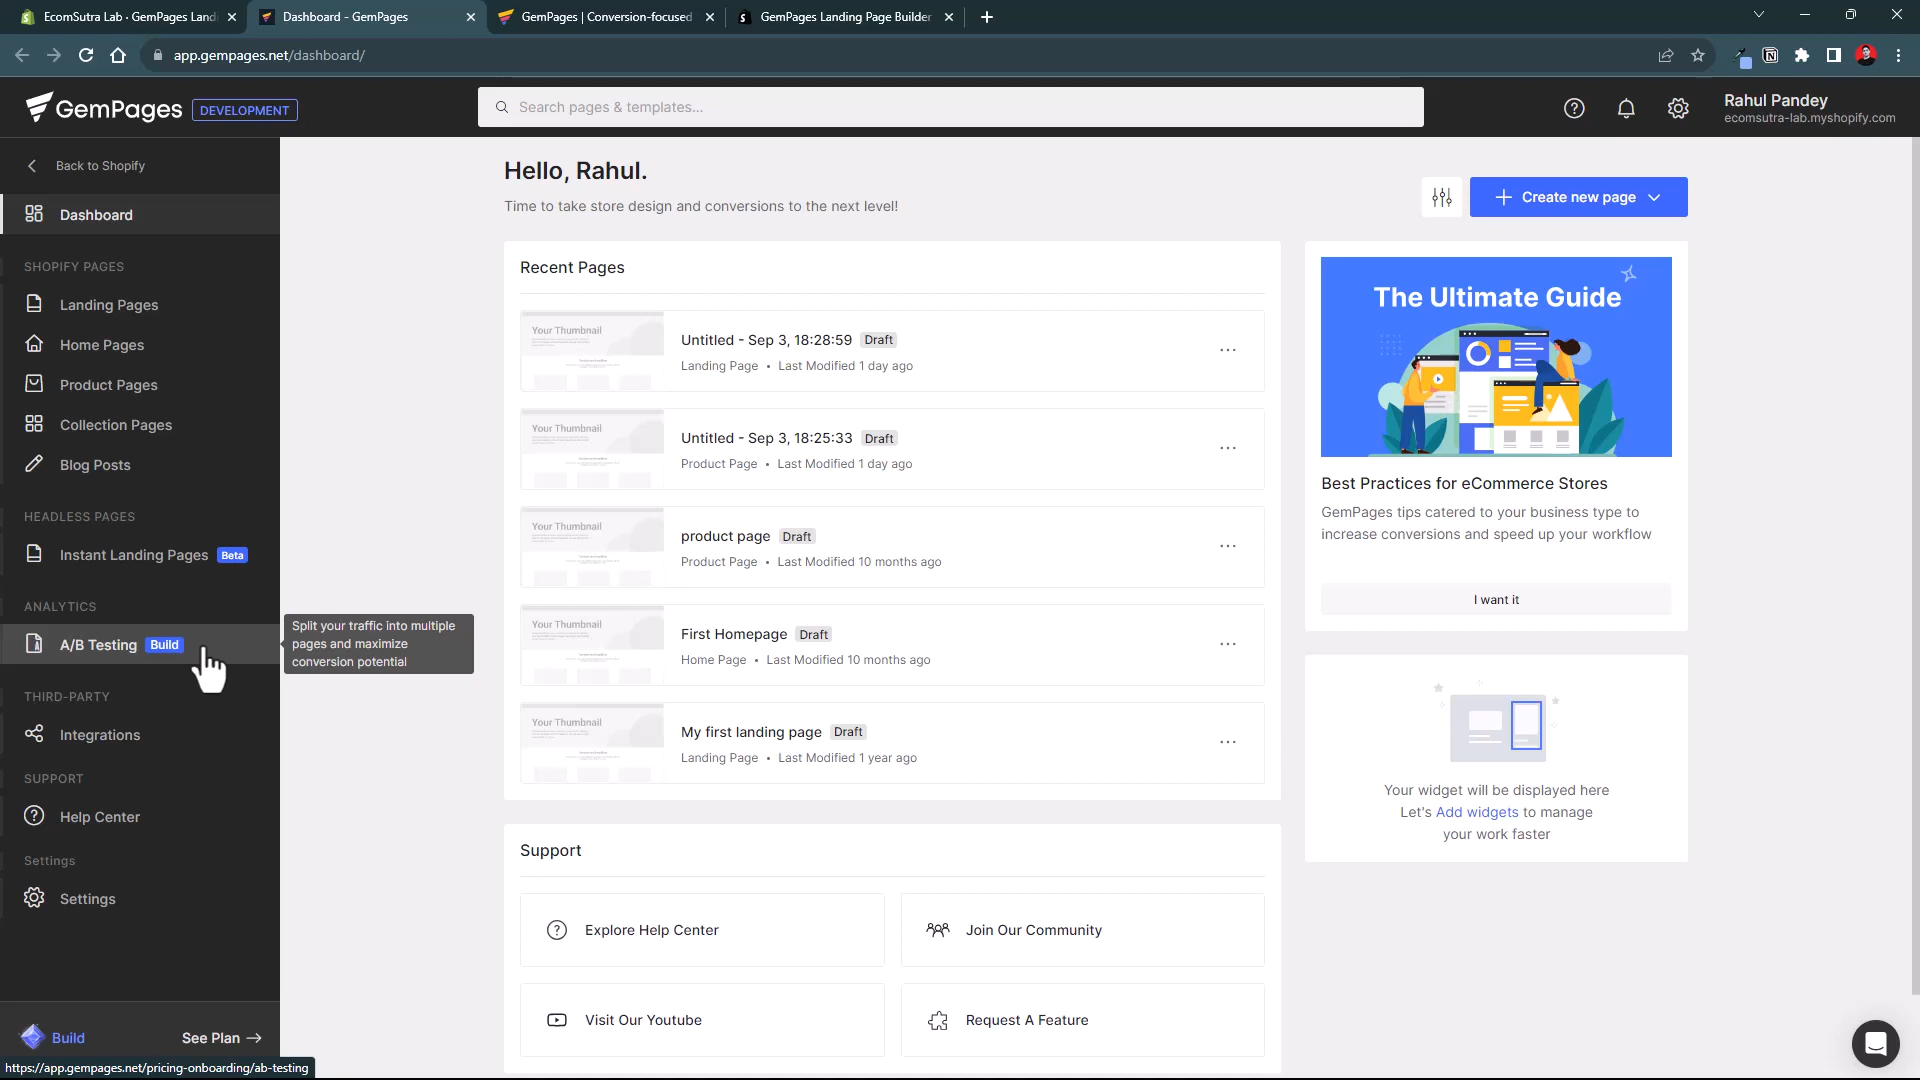 EcomSutra Lab · GemPages Landi
Dashboard - GemPages
GemPages | Conversion-focused
GemPages Landing Page Builder
app.gempages.net/dashboard/
GemPages DEVELOPMENT
Search pages & templates...
Rahul Pandey
ecomsutra-lab.myshopify.com
Back to Shopify
Dashboard
SHOPIFY PAGES
Landing Pages
Home Pages
Product Pages
Collection Pages
Blog Posts
HEADLESS PAGES
Instant Landing Pages Beta
ANALYTICS
A/B Testing Build
Split your traffic into multiple
pages and maximize
conversion potential
THIRD-PARTY
Integrations
SUPPORT
Help Center
Settings
Settings
Build See Plan →
https://app.gempages.net/pricing-onboarding/ab-testing
Hello, Rahul.
Time to take store design and conversions to the next level!
Create new page
Recent Pages
Your Thumbnail
Untitled - Sep 3, 18:28:59 Draft
Landing Page • Last Modified 1 day ago
Your Thumbnail
Untitled - Sep 3, 18:25:33 Draft
Product Page • Last Modified 1 day ago
Your Thumbnail
product page Draft
Product Page • Last Modified 10 months ago
Your Thumbnail
First Homepage Draft
Home Page • Last Modified 10 months ago
Your Thumbnail
My first landing page Draft
Landing Page • Last Modified 1 year ago
Support
Explore Help Center
Join Our Community
Visit Our Youtube
Request A Feature
The Ultimate Guide
Best Practices for eCommerce Stores
GemPages tips catered to your business type to
increase conversions and speed up your workflow
I want it
Your widget will be displayed here
Let's Add widgets to manage
your work faster